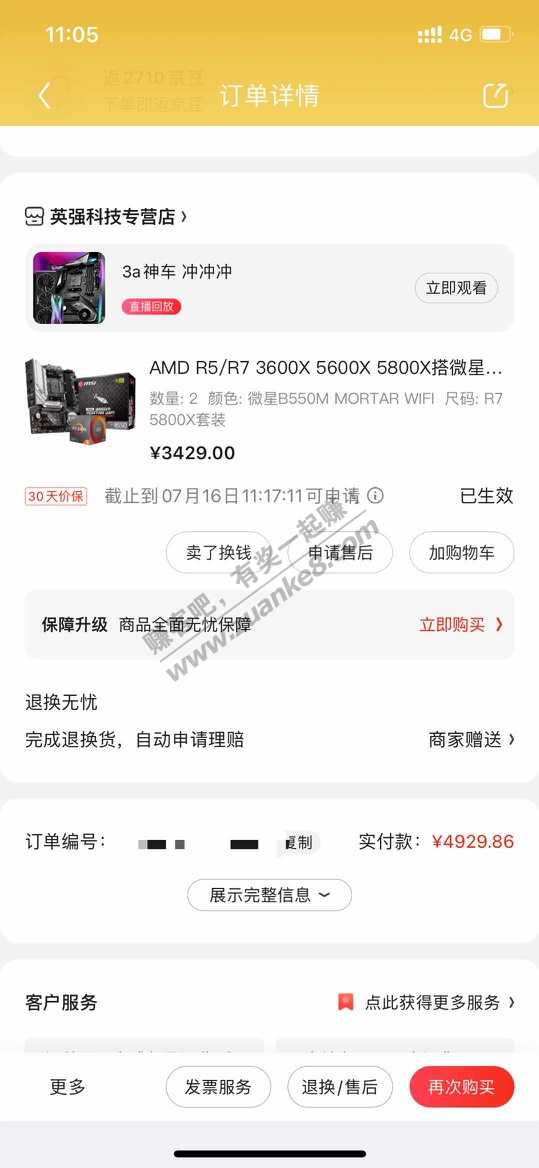 11:05
4G
返2710京豆
下单即返京豆
订单详情
英强科技专营店 ›
3a神车 冲冲冲
立即观看
直播回放
msi
AMD R5/R7 3600X 5600X 5800X搭微星...
数量: 2 颜色: 微星B550M MORTAR WIFI 尺码: R7
5800X套装
¥3429.00
30天价保 截止到07月16日11:17:11可申请 已生效
卖了换钱 申请售后 加购物车
赚客吧，有奖一起赚
www.zuanke8.com
保障升级 商品全面无忧保障 立即购买 ›
退换无忧
完成退换货，自动申请理赔 商家赠送 ›
订单编号： 复制 实付款：¥4929.86
展示完整信息
客户服务 点此获得更多服务 ›
更多 发票服务 退换/售后 再次购买